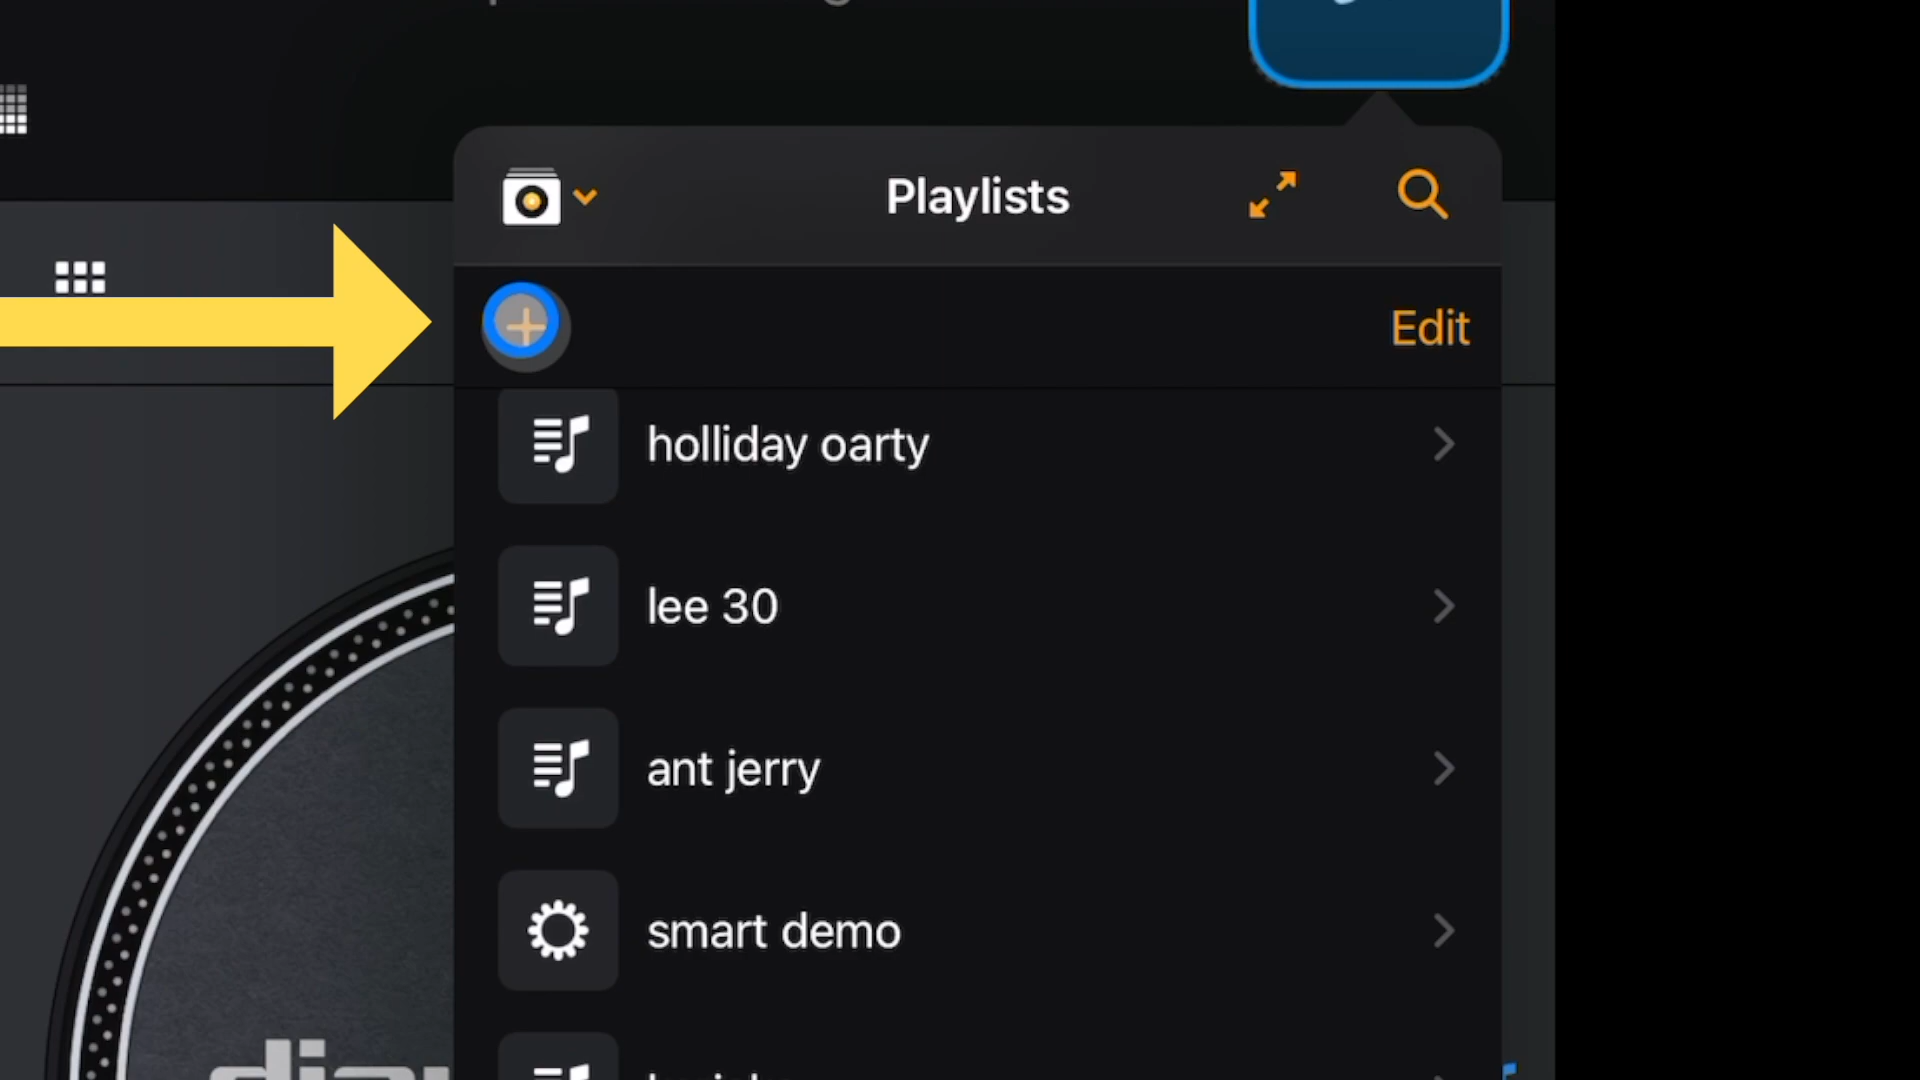 Playlists
Edit
holliday oarty
lee 30
ant jerry
smart demo